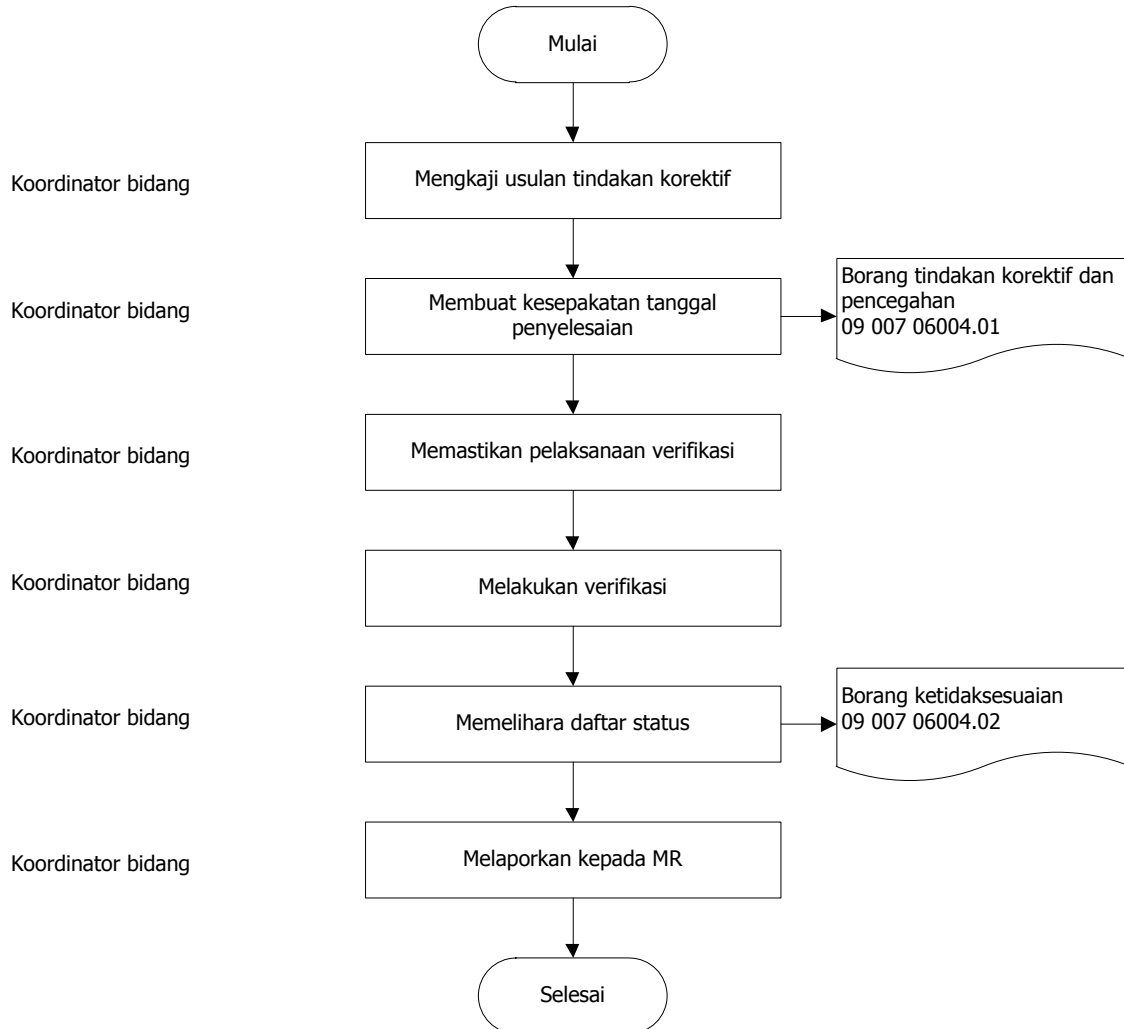 Mulai
Koordinator bidang
Mengkaji usulan tindakan korektif
Koordinator bidang
Membuat kesepakatan tanggal
penyelesaian
Borang tindakan korektif dan
pencegahan
09 007 06004.01
Koordinator bidang
Memastikan pelaksanaan verifikasi
Koordinator bidang
Melakukan verifikasi
Koordinator bidang
Memelihara daftar status
Borang ketidaksesuaian
09 007 06004.02
Koordinator bidang
Melaporkan kepada MR
Selesai